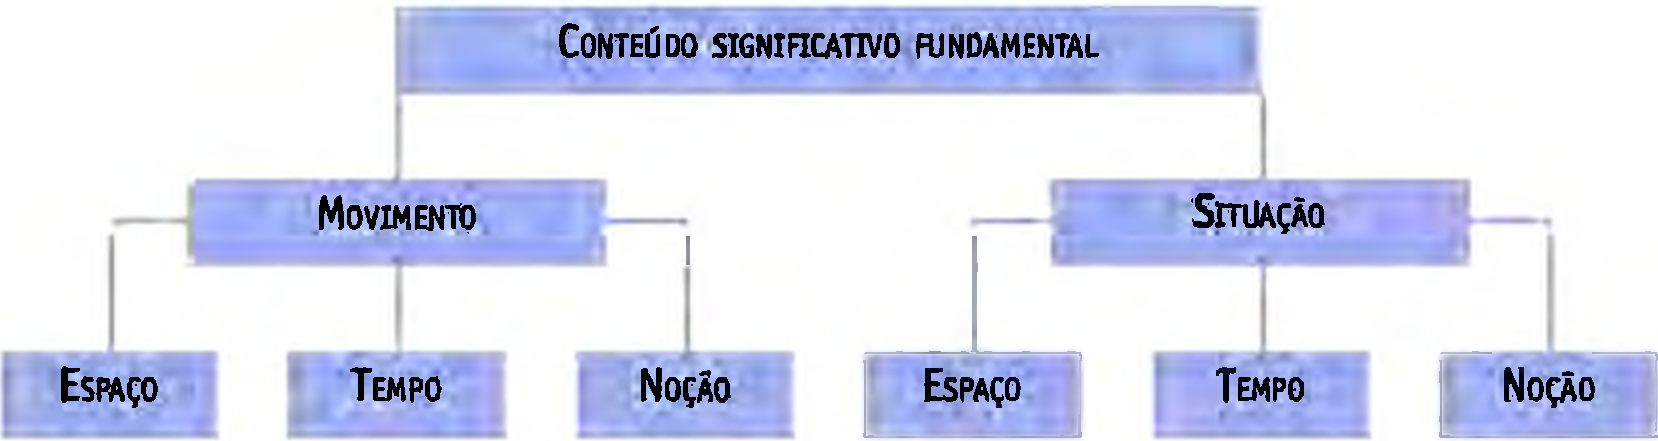 CONTEÚDO SIGNIFICATIVO FUNDAMENTAL
MOVIMENTO
SITUAÇÃO
ESPAÇO
TEMPO
NOÇÃO
ESPAÇO
TEMPO
NOÇÃO